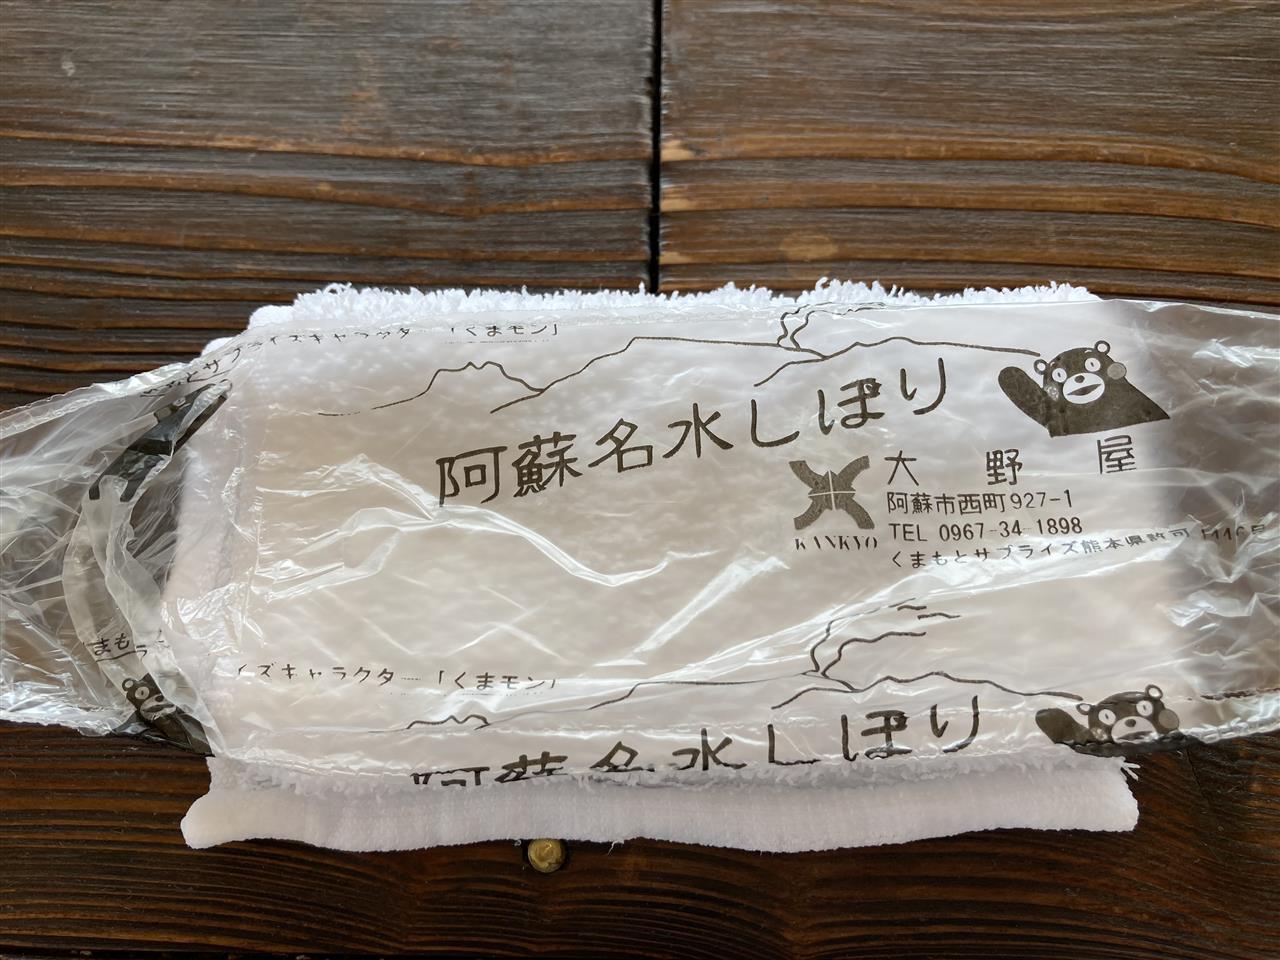 サプライズキャラクター 「くまモン」
阿蘇名水しぼり
大野屋
阿蘇市西町927-1
KANKYO
TEL 0967-34-1898
くまもとサプライズ熊本県許可
まも
イズキャラクター 「くまモン」
阿蘇名水しぼり